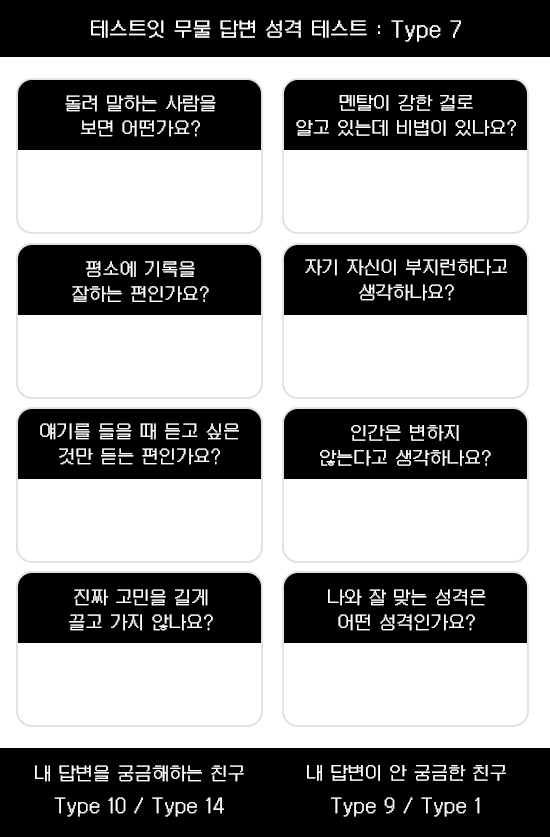 테스트잇 무물 답변 성격 테스트 : Type 7
돌려 말하는 사람을
보면 어떤가요?
멘탈이 강한 걸로
알고 있는데 비법이 있나요?
평소에 기록을
잘하는 편인가요?
자기 자신이 부지런하다고
생각하나요?
얘기를 들을 때 듣고 싶은
것만 듣는 편인가요?
인간은 변하지
않는다고 생각하나요?
진짜 고민을 길게
끌고 가지 않나요?
나와 잘 맞는 성격은
어떤 성격인가요?
내 답변을 궁금해하는 친구
Type 10 / Type 14
내 답변이 안 궁금한 친구
Type 9 / Type 1